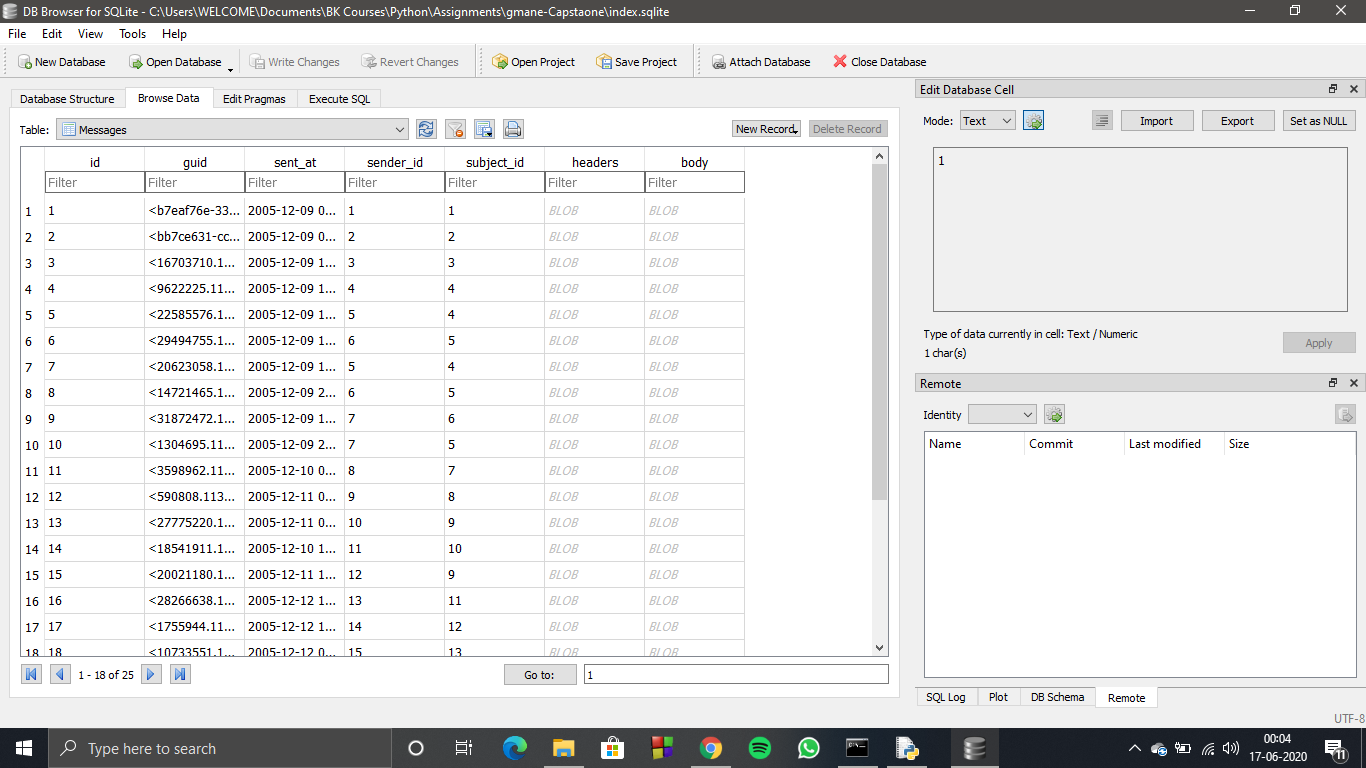 DB Browser for SQLite - C:\Users\WELCOME\Documents\BK Courses\Python\Assignments\gmane-Capstaone\index.sqlite
File Edit View Tools Help
New Database Open Database Write Changes Revert Changes Open Project Save Project Attach Database Close Database
Database Structure Browse Data Edit Pragmas Execute SQL
Table: Messages New Record Delete Record
id guid sent_at sender_id subject_id headers body
Filter Filter Filter Filter Filter Filter Filter
1 1 <b7eaf76e-33... 2005-12-09 0... 1 1 BLOB BLOB
2 2 <bb7ce631-cc... 2005-12-09 0... 2 2 BLOB BLOB
3 3 <16703710.1... 2005-12-09 1... 3 3 BLOB BLOB
4 4 <9622225.11... 2005-12-09 1... 4 4 BLOB BLOB
5 5 <22585576.1... 2005-12-09 1... 5 4 BLOB BLOB
6 6 <29494755.1... 2005-12-09 1... 6 5 BLOB BLOB
7 7 <20623058.1... 2005-12-09 1... 5 4 BLOB BLOB
8 8 <14721465.1... 2005-12-09 2... 6 5 BLOB BLOB
9 9 <31872472.1... 2005-12-09 1... 7 6 BLOB BLOB
10 10 <1304695.11... 2005-12-09 2... 7 5 BLOB BLOB
11 11 <3598962.11... 2005-12-10 0... 8 7 BLOB BLOB
12 12 <590808.113... 2005-12-11 0... 9 8 BLOB BLOB
13 13 <27775220.1... 2005-12-11 0... 10 9 BLOB BLOB
14 14 <18541911.1... 2005-12-10 1... 11 10 BLOB BLOB
15 15 <20021180.1... 2005-12-11 1... 12 9 BLOB BLOB
16 16 <28266638.1... 2005-12-12 1... 13 11 BLOB BLOB
17 17 <1755944.11... 2005-12-12 1... 14 12 BLOB BLOB
18 18 <10733551.1... 2005-12-12 0... 15 13 BLOB BLOB
1 - 18 of 25 Go to: 1
Edit Database Cell
Mode: Text Import Export Set as NULL
1
Type of data currently in cell: Text / Numeric
1 char(s)
Apply
Remote
Identity
Name Commit Last modified Size
SQL Log Plot DB Schema Remote
UTF-8
Type here to search
00:04
17-06-2020
11